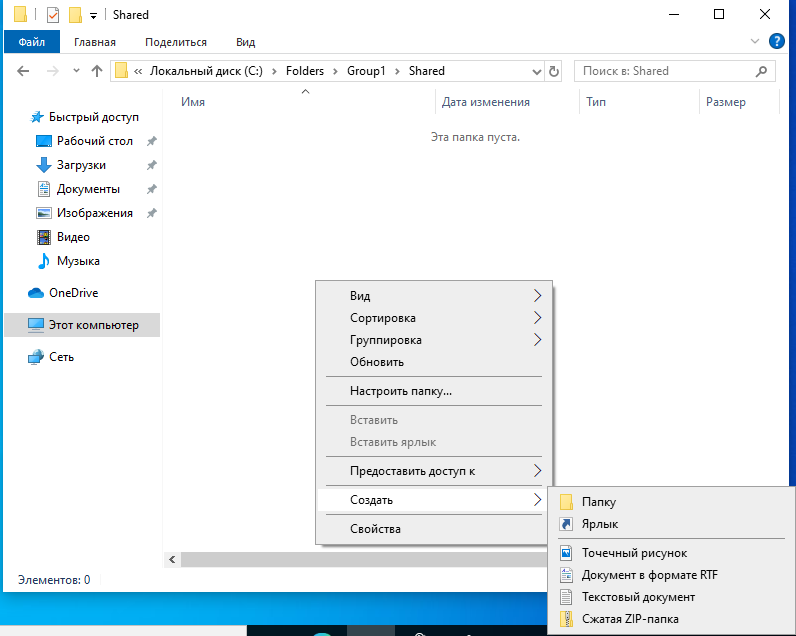 Shared
Файл Главная Поделиться Вид
« Локальный диск (C:) > Folders > Group1 > Shared
Поиск в: Shared
Имя Дата изменения Тип Размер
Эта папка пуста.
Быстрый доступ
Рабочий стол
Загрузки
Документы
Изображения
Видео
Музыка
OneDrive
Этот компьютер
Сеть
Вид
Сортировка
Группировка
Обновить
Настроить папку...
Вставить
Вставить ярлык
Предоставить доступ к
Создать
Свойства
Папку
Ярлык
Точечный рисунок
Документ в формате RTF
Текстовый документ
Сжатая ZIP-папка
Элементов: 0